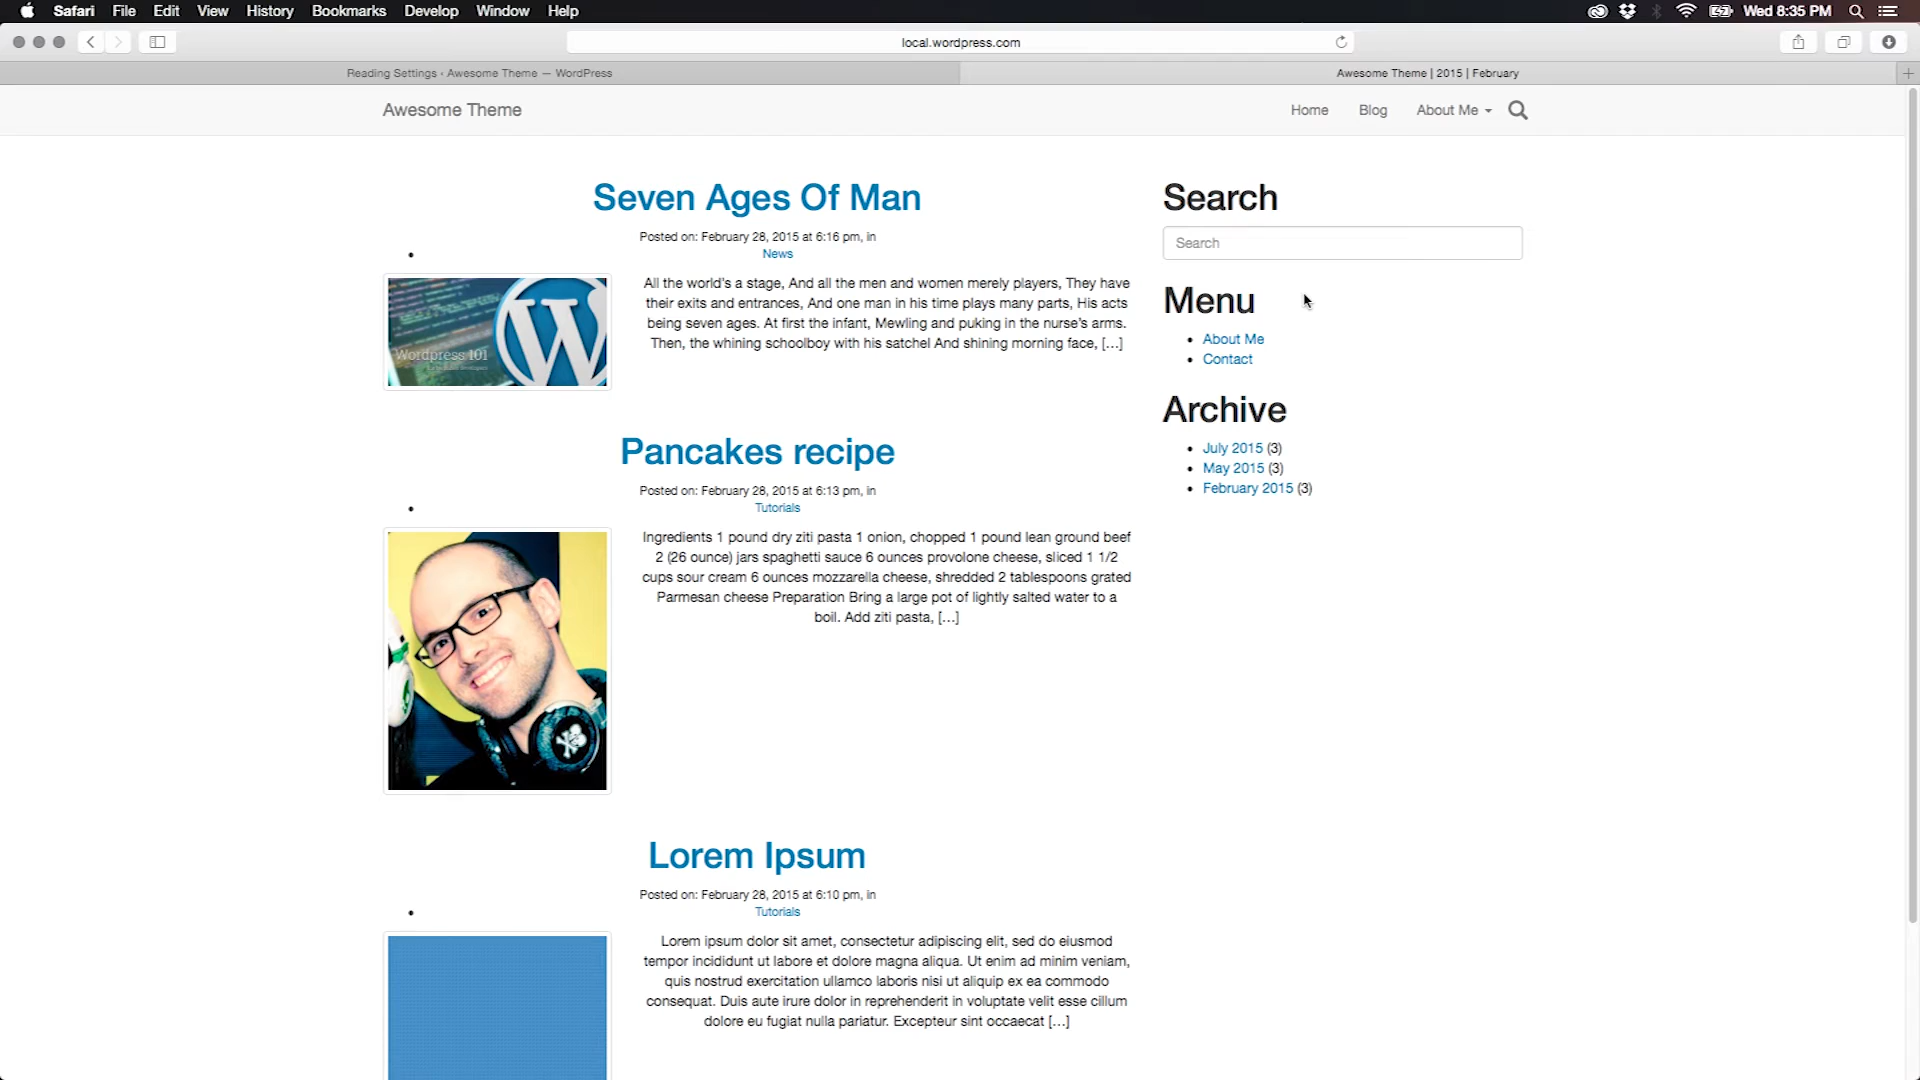 Safari File Edit View History Bookmarks Develop Window Help
Wed 8:35 PM
local.wordpress.com
Reading Settings ‹ Awesome Theme — WordPress
Awesome Theme | 2015 | February
Awesome Theme
Home Blog About Me
Seven Ages Of Man
Posted on: February 28, 2015 at 6:16 pm, in
News
Wordpress 101
All the world’s a stage, And all the men and women merely players, They have
their exits and entrances, And one man in his time plays many parts, His acts
being seven ages. At first the infant, Mewling and puking in the nurse’s arms.
Then, the whining schoolboy with his satchel And shining morning face, […]
Pancakes recipe
Posted on: February 28, 2015 at 6:13 pm, in
Tutorials
Ingredients 1 pound dry ziti pasta 1 onion, chopped 1 pound lean ground beef
2 (26 ounce) jars spaghetti sauce 6 ounces provolone cheese, sliced 1 1/2
cups sour cream 6 ounces mozzarella cheese, shredded 2 tablespoons grated
Parmesan cheese Preparation Bring a large pot of lightly salted water to a
boil. Add ziti pasta, […]
Lorem Ipsum
Posted on: February 28, 2015 at 6:10 pm, in
Tutorials
Lorem ipsum dolor sit amet, consectetur adipiscing elit, sed do eiusmod
tempor incididunt ut labore et dolore magna aliqua. Ut enim ad minim veniam,
quis nostrud exercitation ullamco laboris nisi ut aliquip ex ea commodo
consequat. Duis aute irure dolor in reprehenderit in voluptate velit esse cillum
dolore eu fugiat nulla pariatur. Excepteur sint occaecat […]
Search
Search
Menu
About Me
Contact
Archive
July 2015 (3)
May 2015 (3)
February 2015 (3)